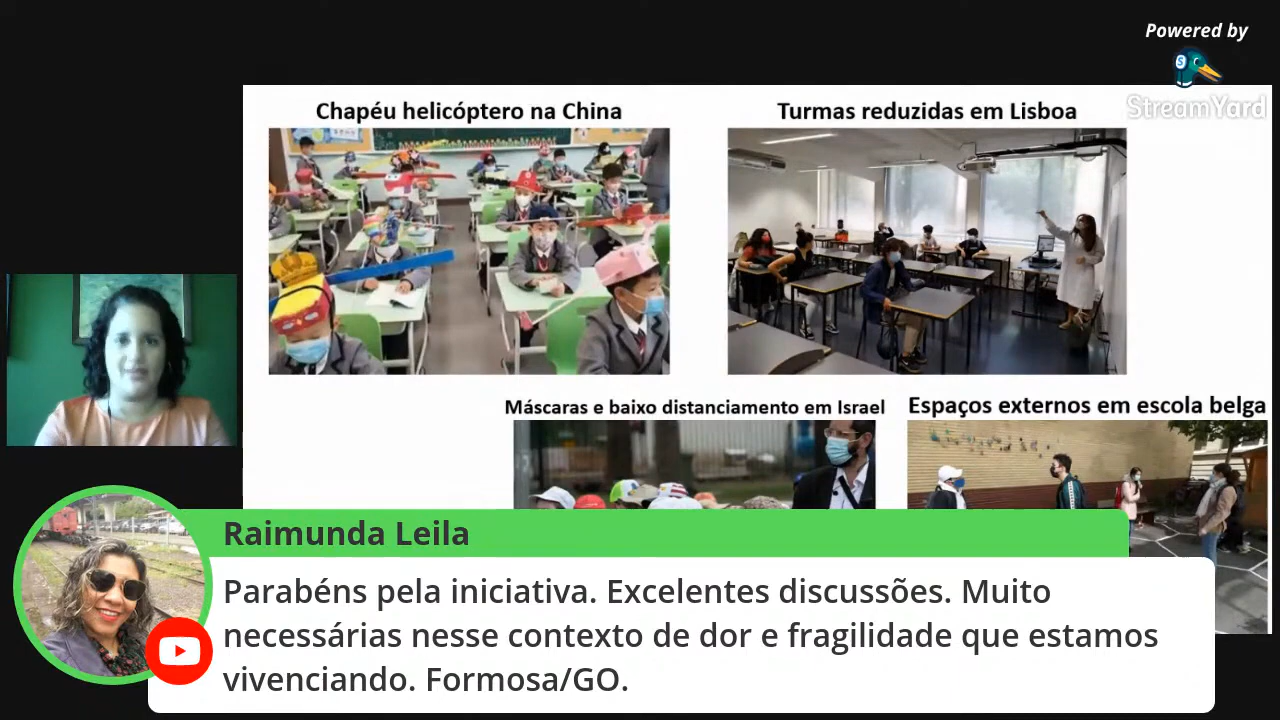 Powered by
StreamYard
Chapéu helicóptero na China
Turmas reduzidas em Lisboa
Máscaras e baixo distanciamento em Israel
Espaços externos em escola belga
Raimunda Leila
Parabéns pela iniciativa. Excelentes discussões. Muito
necessárias nesse contexto de dor e fragilidade que estamos
vivenciando. Formosa/GO.